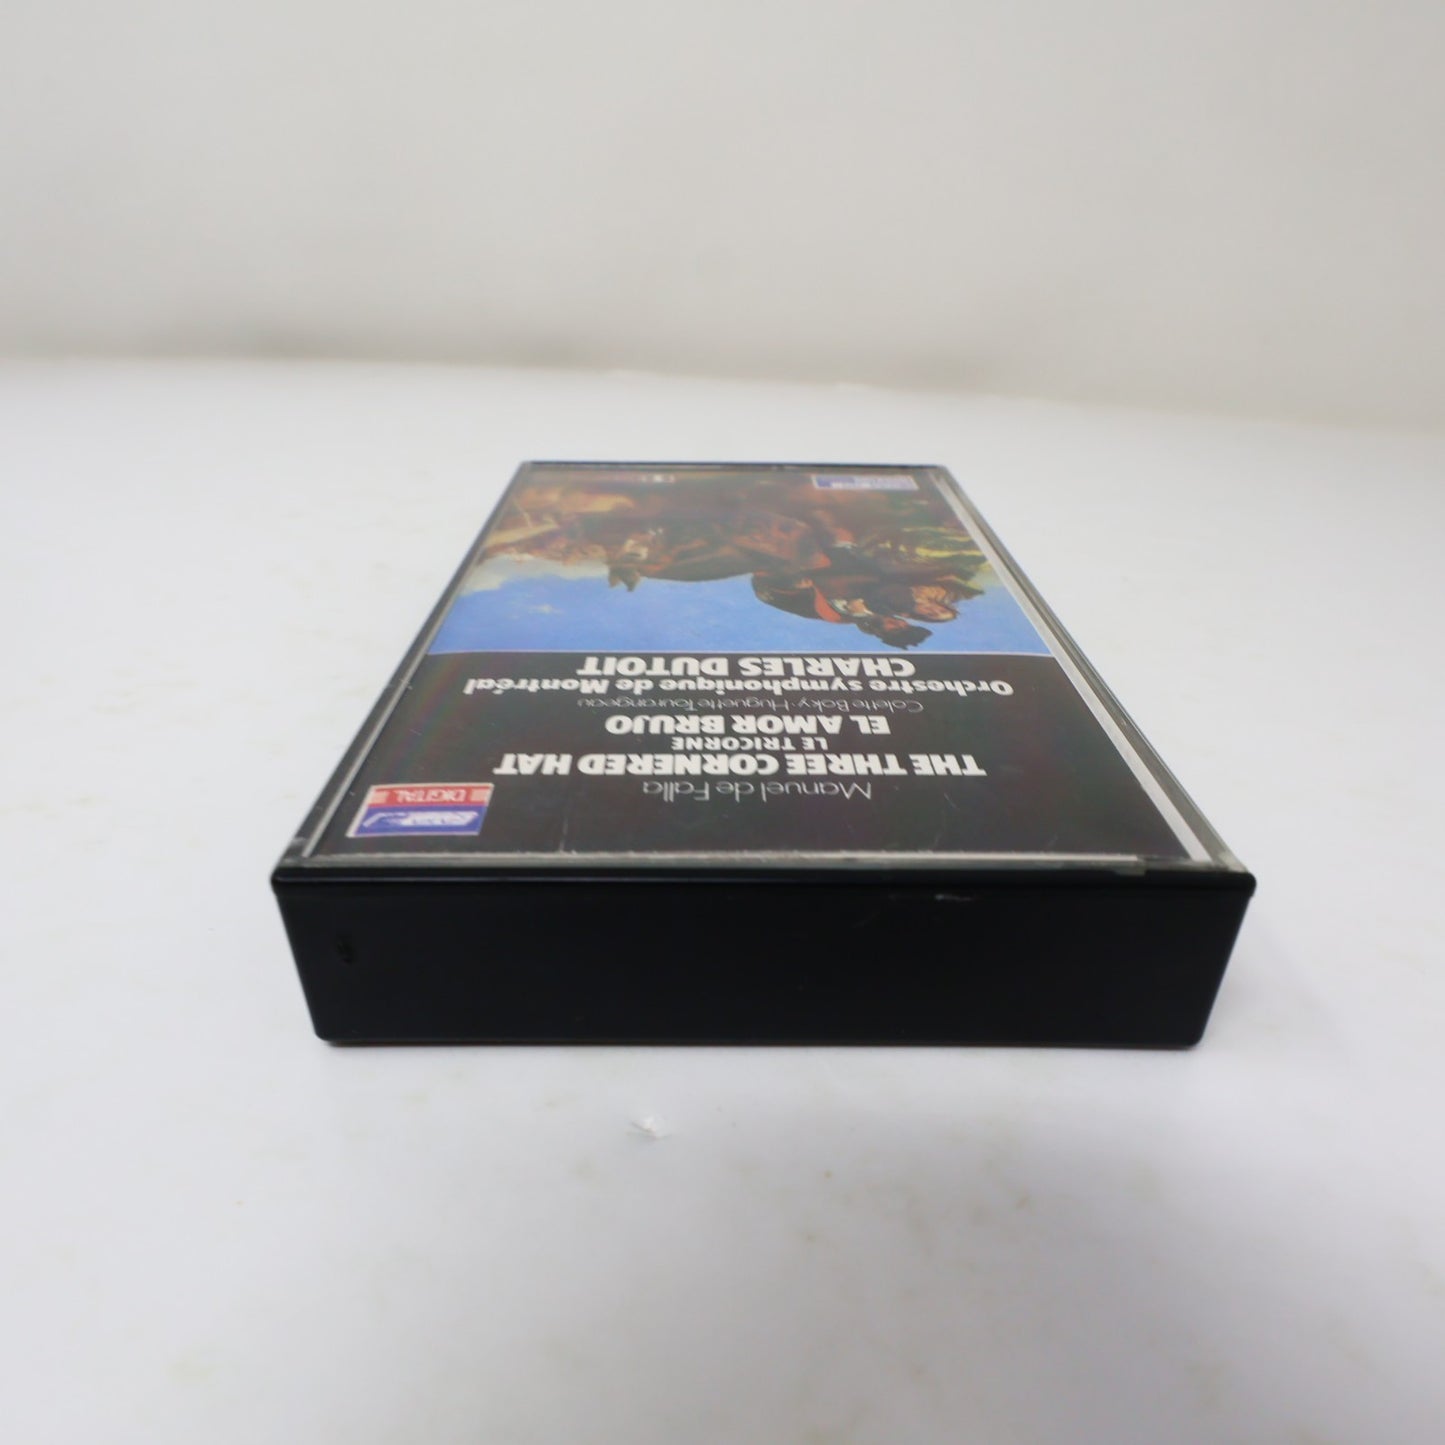 Manuel de Falla
THE THREE CORNERED HAT
LE TRICORNE
EL AMOR BRUJO
Colette Boky·Huguette Tourangeau
Orchestre symphonique de Montréal
CHARLES DUTOIT
DIGITAL